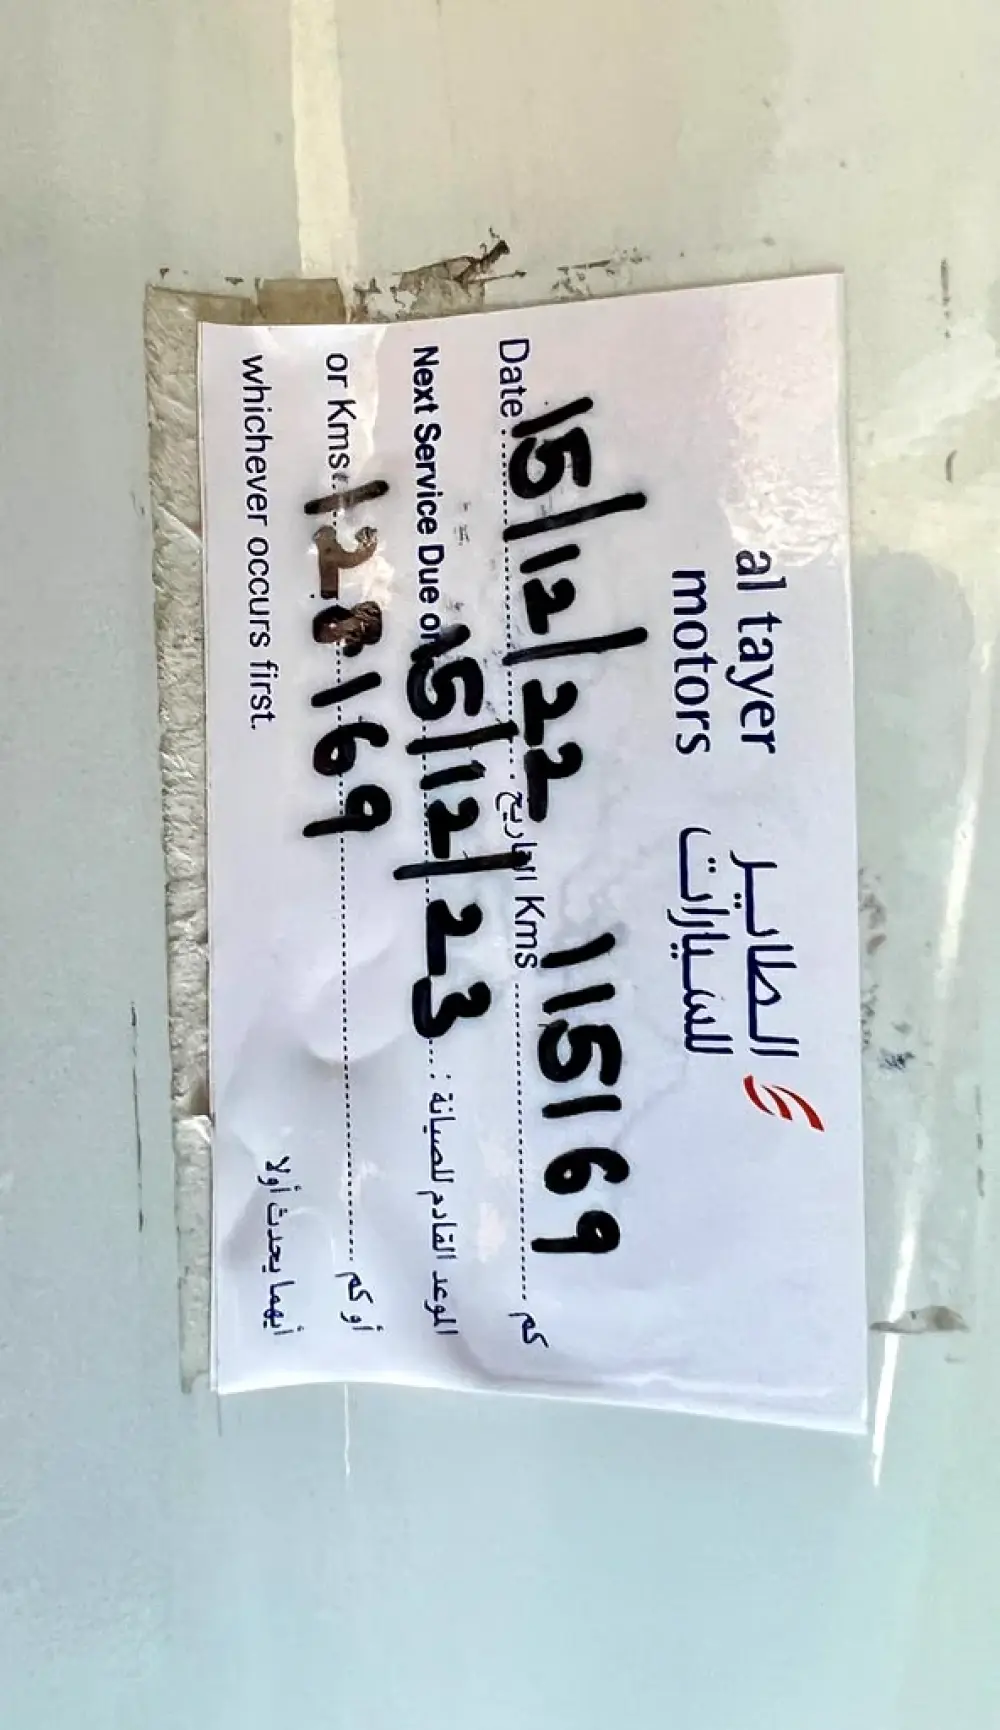 al tayer الطاير
motors للسيارات
Date 15/12/22 التاريخ Kms 115169 كم
Next Service Due on 15/12/23 : الموعد القادم للصيانة
or Kms: أو كم
whichever occurs first. أيهما يحدث أولا